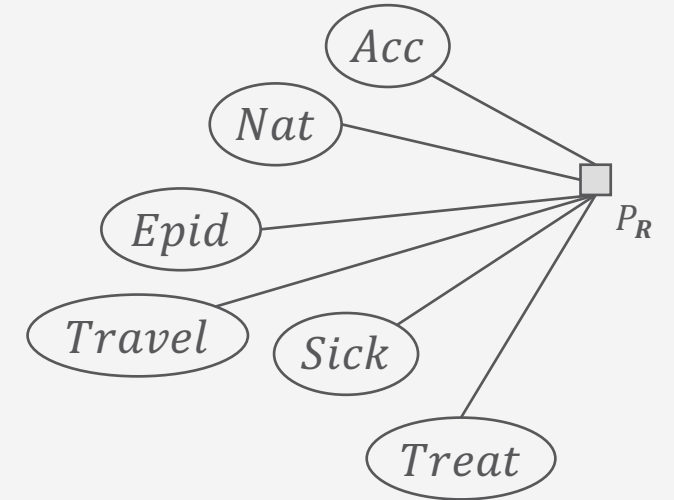 Acc
Nat
Epid
P_R
Travel
Sick
Treat